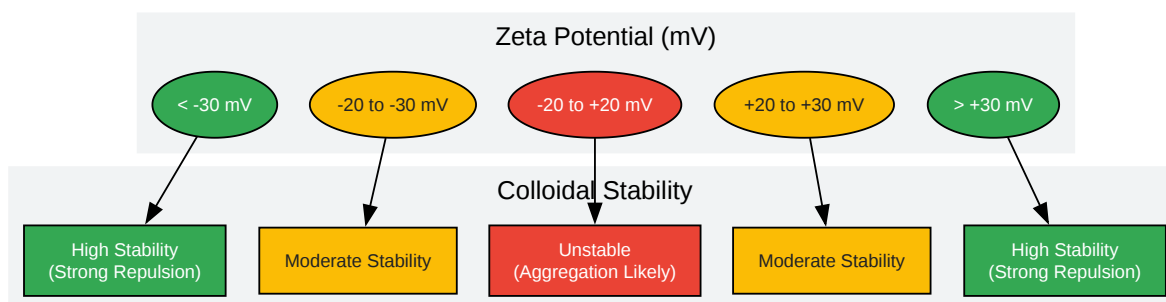 Zeta Potential (mV)
< -30 mV
-20 to -30 mV
-20 to +20 mV
+20 to +30 mV
> +30 mV
Colloidal Stability
High Stability
(Strong Repulsion)
Moderate Stability
Unstable
(Aggregation Likely)
Moderate Stability
High Stability
(Strong Repulsion)